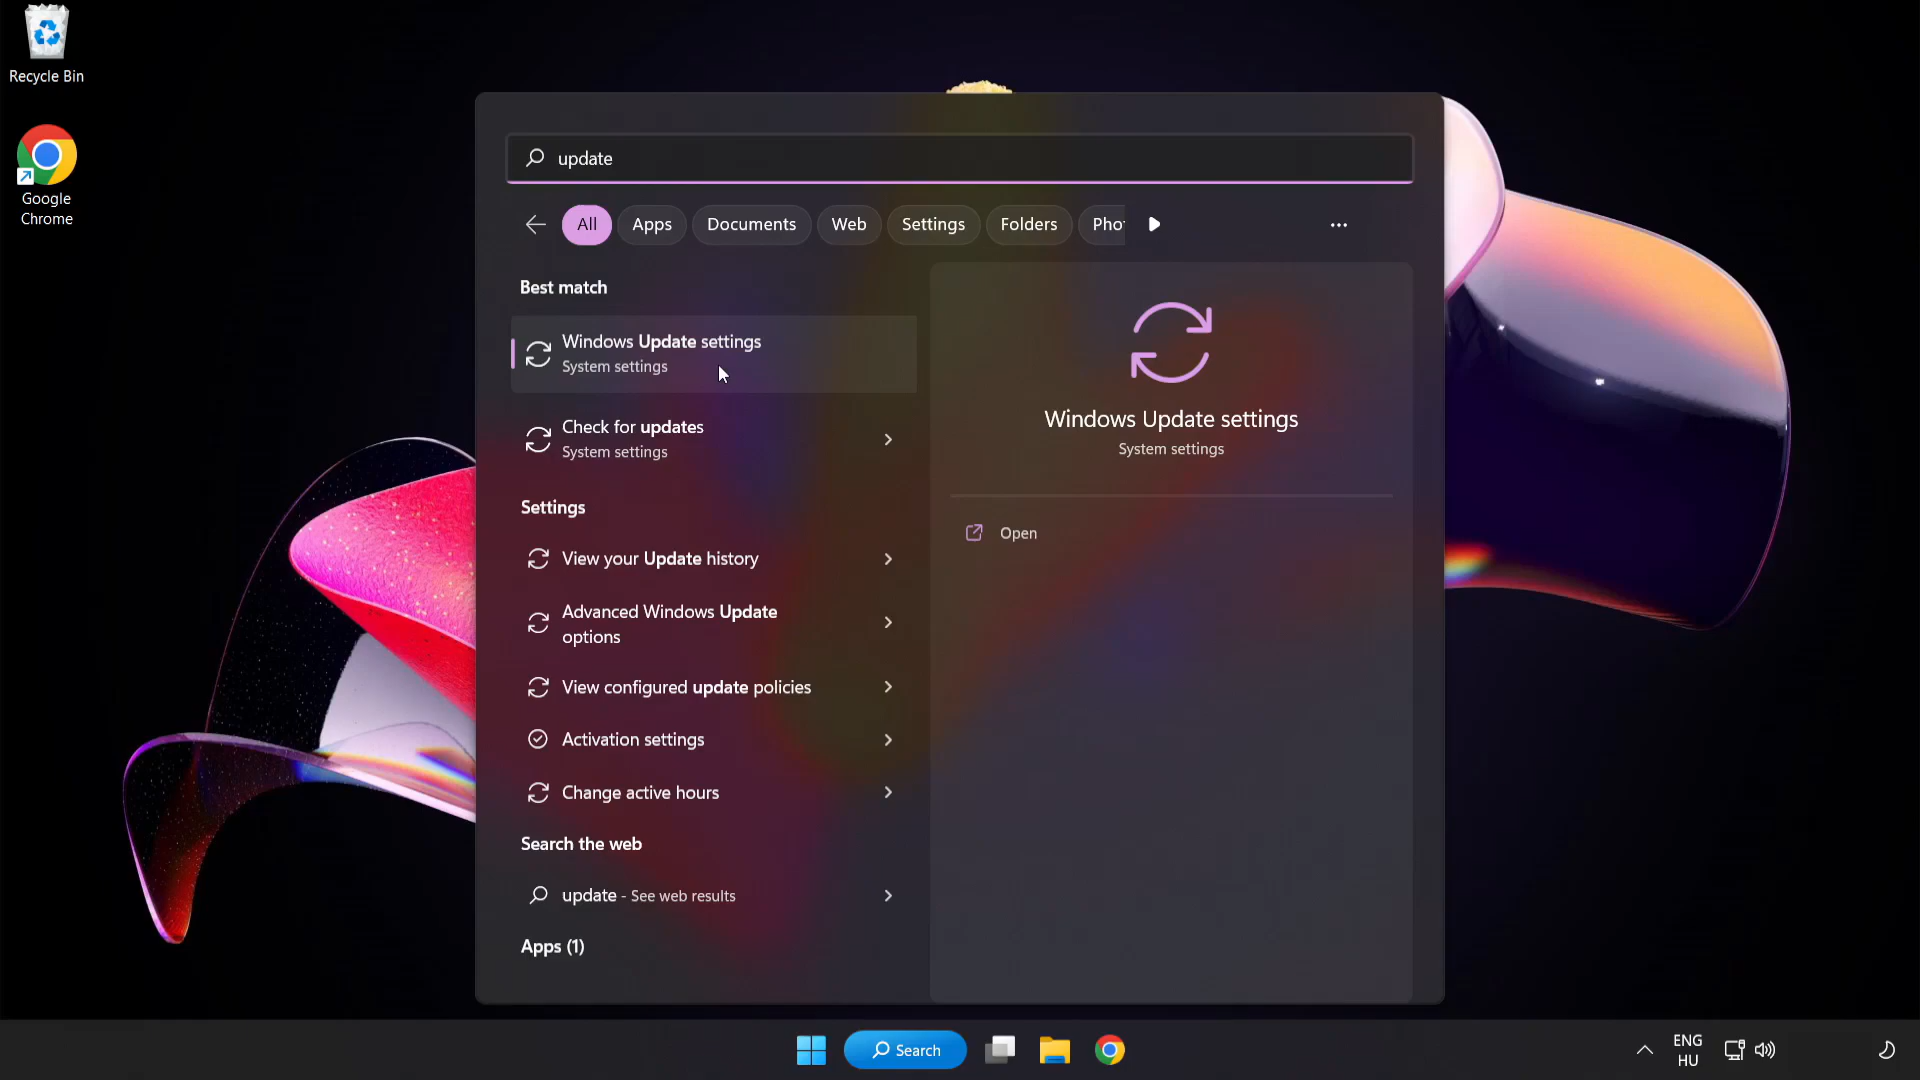 Recycle Bin
Google
Chrome
update
All
Apps
Documents
Web
Settings
Folders
Pho
Best match
Windows Update settings
System settings
Check for updates
System settings
Settings
View your Update history
Advanced Windows Update
options
View configured update policies
Activation settings
Change active hours
Search the web
update - See web results
Apps (1)
Windows Update settings
System settings
Open
Search
ENG
HU